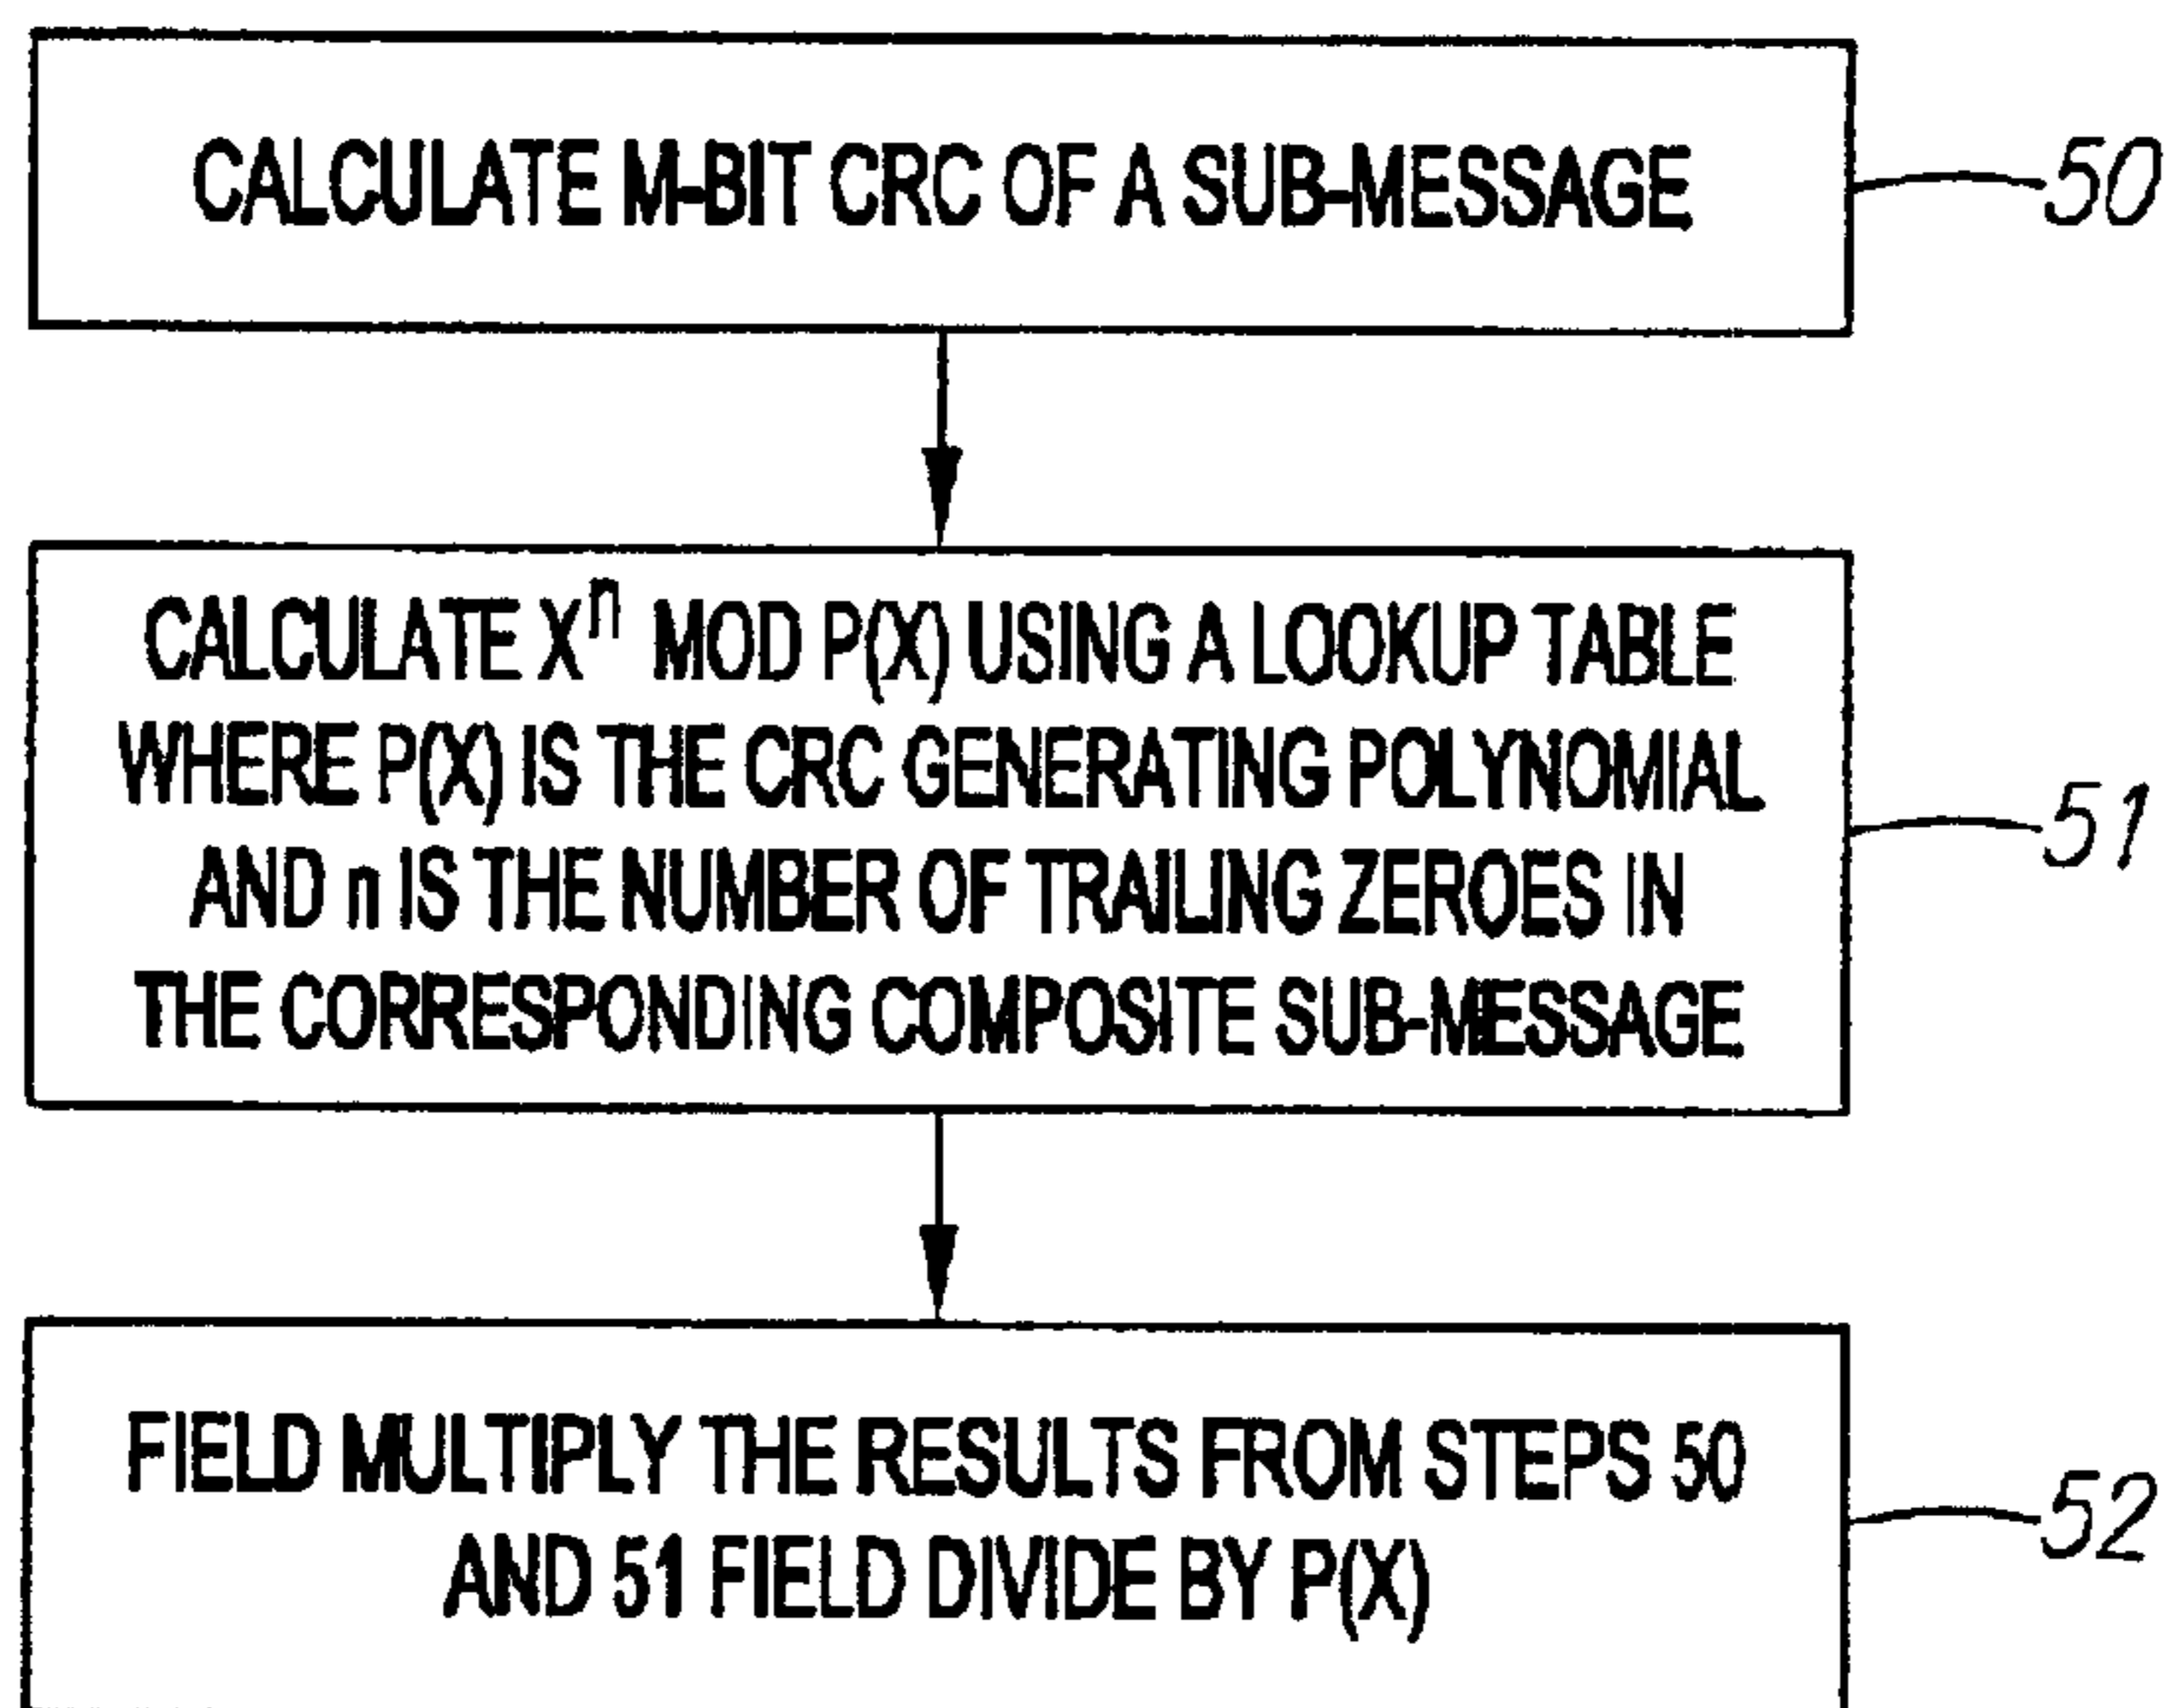 CALCULATE M-BIT CRC OF A SUB-MESSAGE
50
CALCULATE Xⁿ MOD P(X) USING A LOOKUP TABLE
WHERE P(X) IS THE CRC GENERATING POLYNOMIAL
AND n IS THE NUMBER OF TRAILING ZEROES IN
THE CORRESPONDING COMPOSITE SUB-MESSAGE
51
FIELD MULTIPLY THE RESULTS FROM STEPS 50
AND 51 FIELD DIVIDE BY P(X)
52